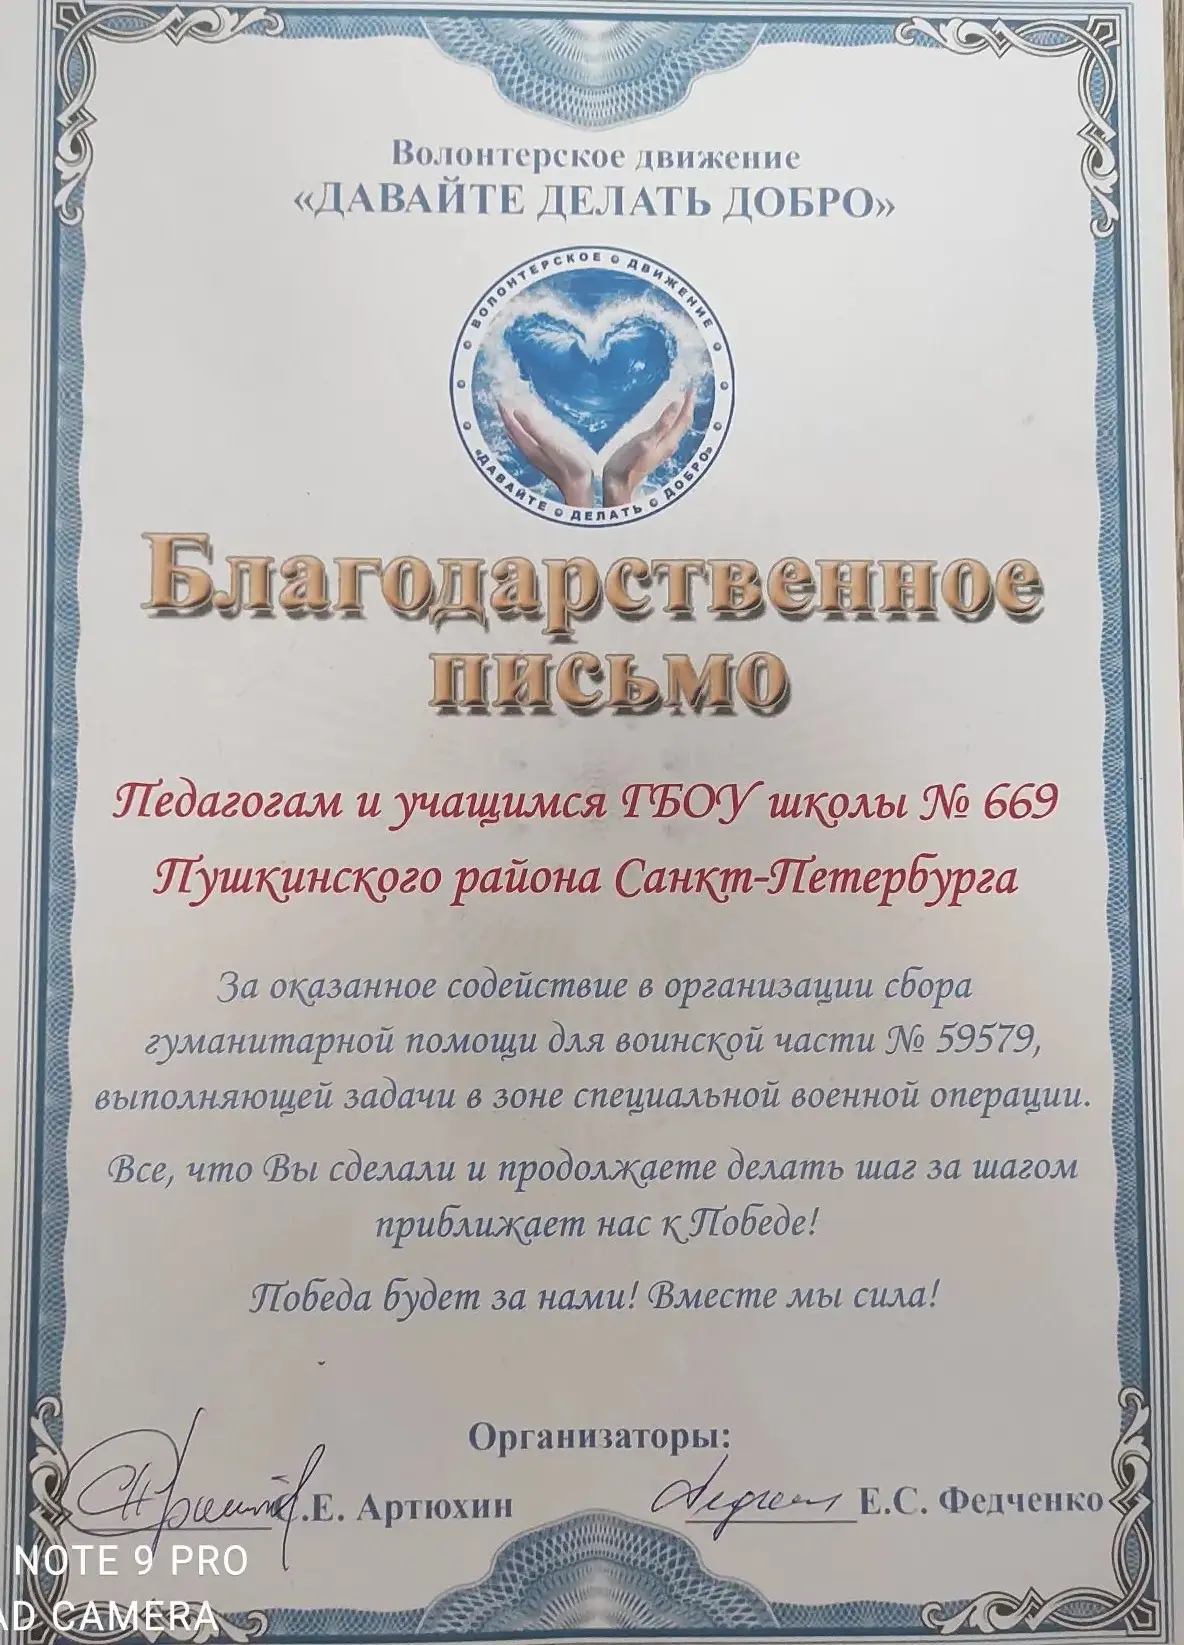 Волонтерское движение
«ДАВАЙТЕ ДЕЛАТЬ ДОБРО»
ВОЛОНТЕРСКОЕ ДВИЖЕНИЕ
«ДАВАЙТЕ ДЕЛАТЬ ДОБРО»
Благодарственное
письмо
Педагогам и учащимся ГБОУ школы № 669
Пушкинского района Санкт-Петербурга
За оказанное содействие в организации сбора
гуманитарной помощи для воинской части № 59579,
выполняющей задачи в зоне специальной военной операции.
Все, что Вы сделали и продолжаете делать шаг за шагом
приближает нас к Победе!
Победа будет за нами! Вместе мы сила!
Организаторы:
.Е. Артюхин
Е.С. Федченко
NOTE 9 PRO
AD CAMERA